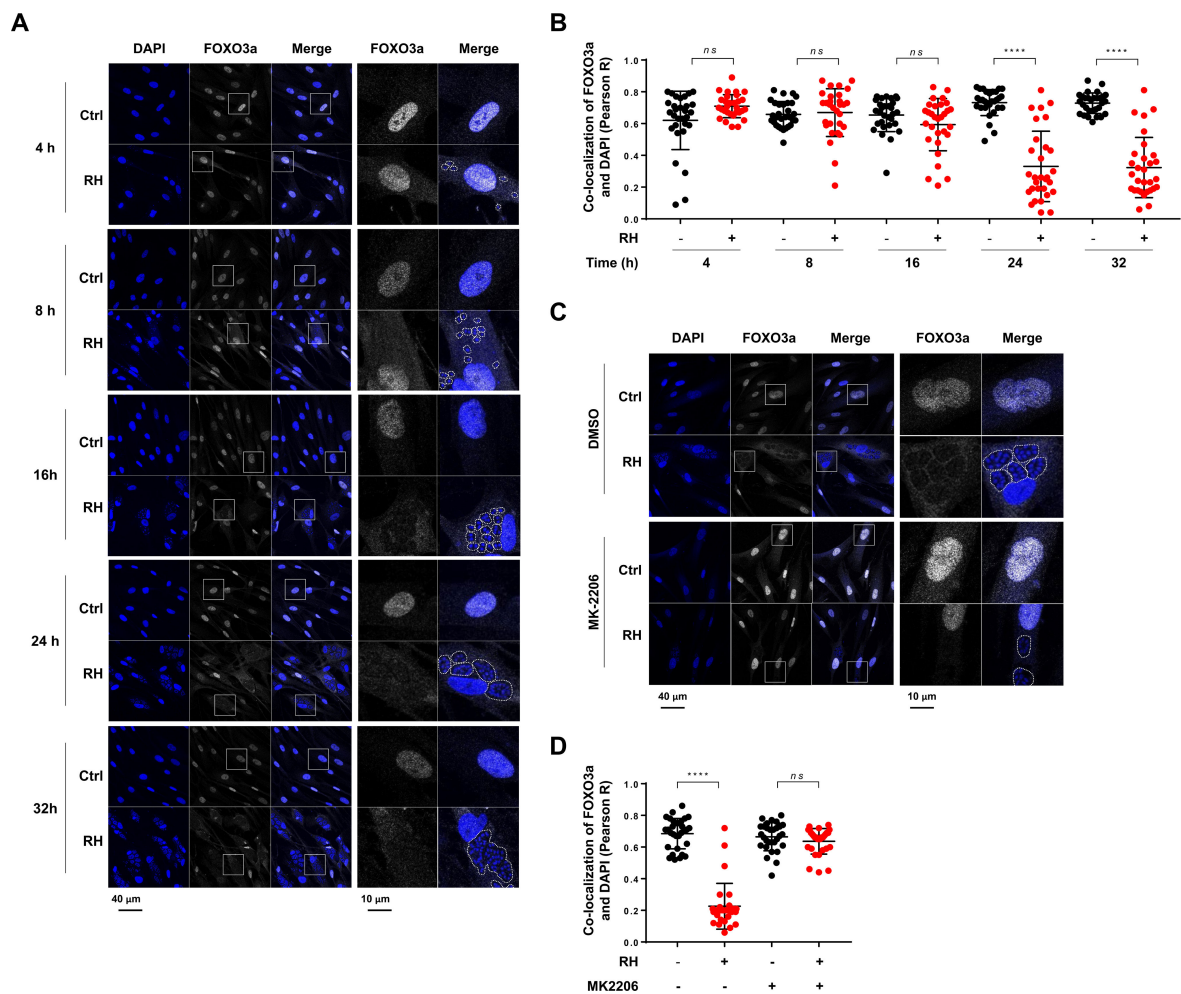 A
DAPI FOXO3a Merge FOXO3a Merge
4 h
Ctrl
RH
8 h
Ctrl
RH
16h
Ctrl
RH
24 h
Ctrl
RH
32h
Ctrl
RH
40 µm 10 µm
B
Co-localization of FOXO3a
and DAPI (Pearson R)
1.0
0.8
0.6
0.4
0.2
0.0
ns ns ns **** ****
RH - + - + - + - + - +
Time (h) 4 8 16 24 32
C
DAPI FOXO3a Merge FOXO3a Merge
DMSO
Ctrl
RH
MK-2206
Ctrl
RH
40 µm 10 µm
D
Co-localization of FOXO3a
and DAPI (Pearson R)
1.0
0.8
0.6
0.4
0.2
0.0
**** ns
RH - + - +
MK2206 - - + +